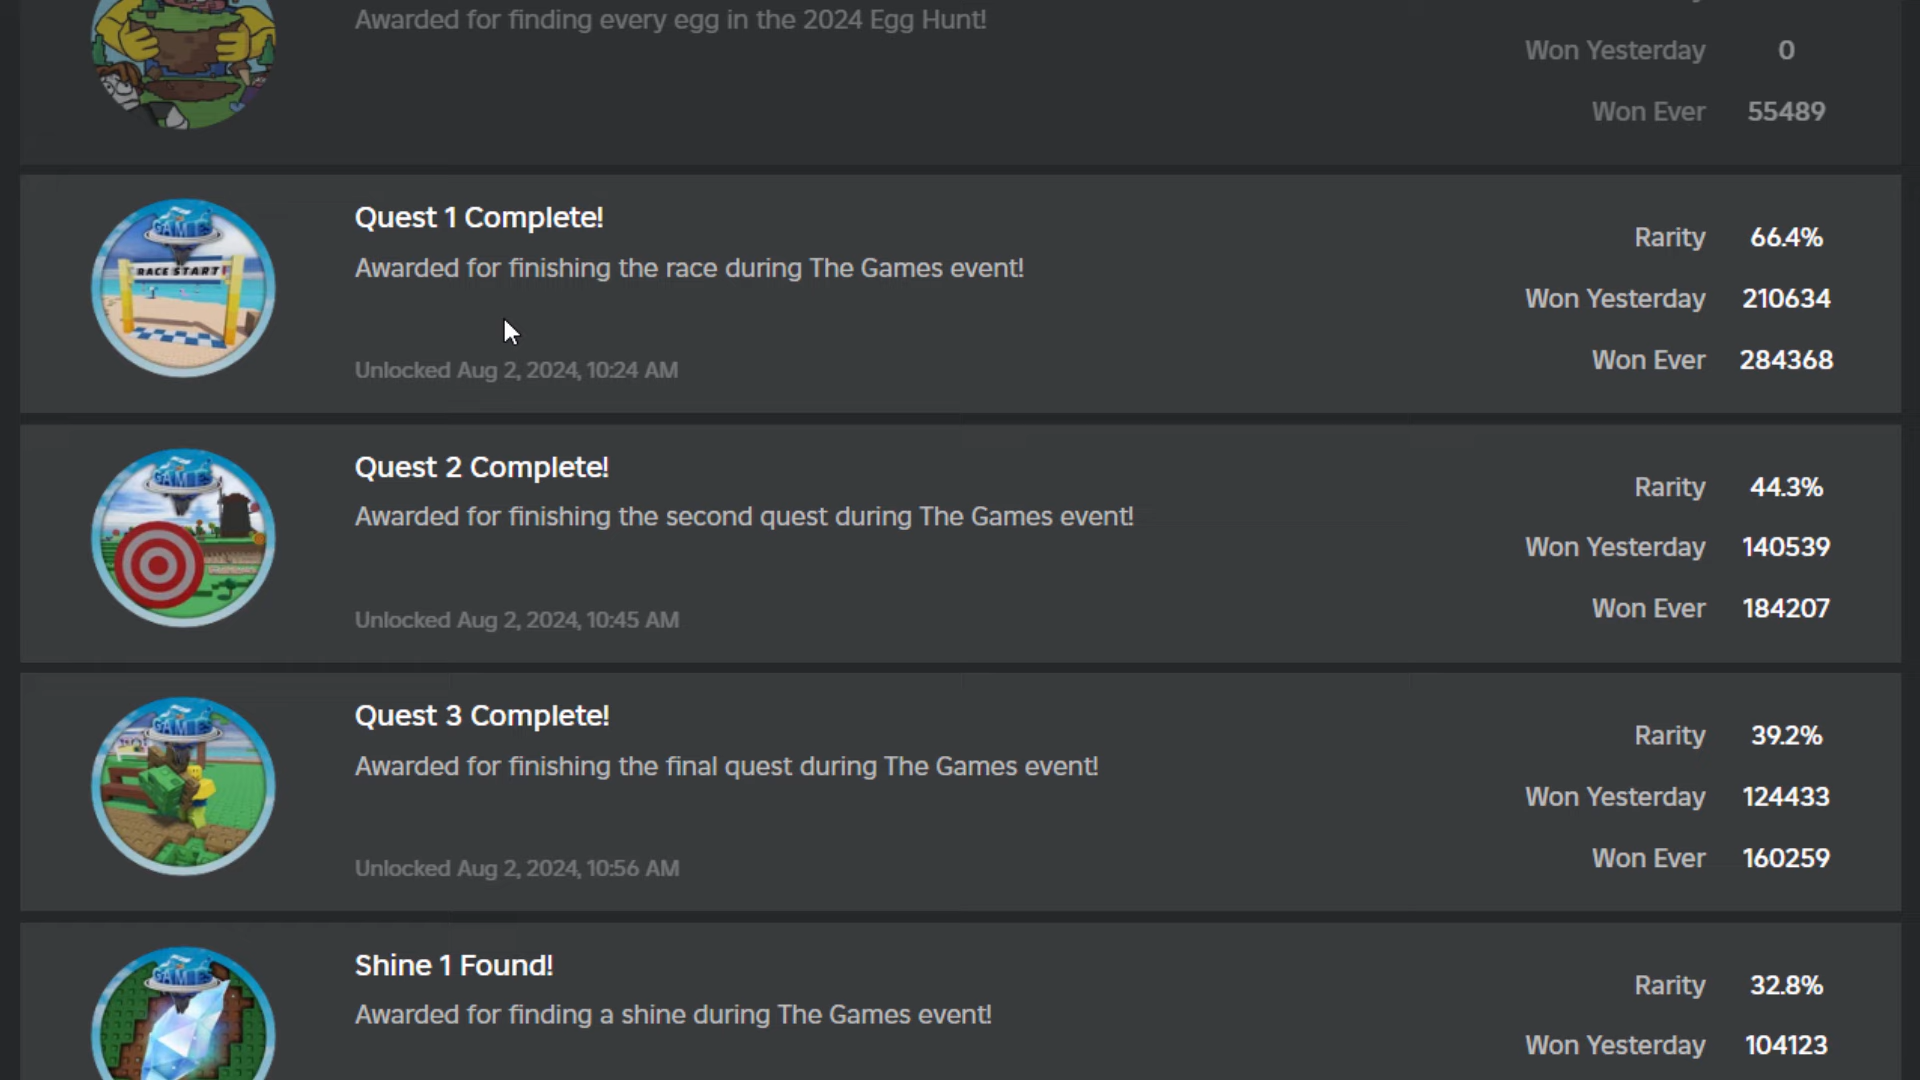 Awarded for finding every egg in the 2024 Egg Hunt!
Won Yesterday 0
Won Ever 55489
GAMES
RACE START!
Quest 1 Complete!
Awarded for finishing the race during The Games event!
Unlocked Aug 2, 2024, 10:24 AM
Rarity 66.4%
Won Yesterday 210634
Won Ever 284368
GAMES
Quest 2 Complete!
Awarded for finishing the second quest during The Games event!
Unlocked Aug 2, 2024, 10:45 AM
Rarity 44.3%
Won Yesterday 140539
Won Ever 184207
GAMES
Quest 3 Complete!
Awarded for finishing the final quest during The Games event!
Unlocked Aug 2, 2024, 10:56 AM
Rarity 39.2%
Won Yesterday 124433
Won Ever 160259
GAMES
Shine 1 Found!
Awarded for finding a shine during The Games event!
Rarity 32.8%
Won Yesterday 104123